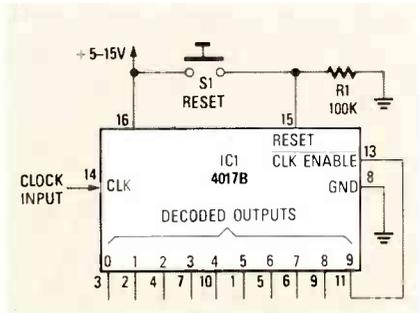 + 5–15V
S1
RESET
R1
100K
16
15
RESET
IC1
4017B
CLK ENABLE
13
CLOCK
INPUT
14
CLK
GND
8
DECODED OUTPUTS
0 1 2 3 4 5 6 7 8 9
3 2 4 7 10 1 5 6 9 11